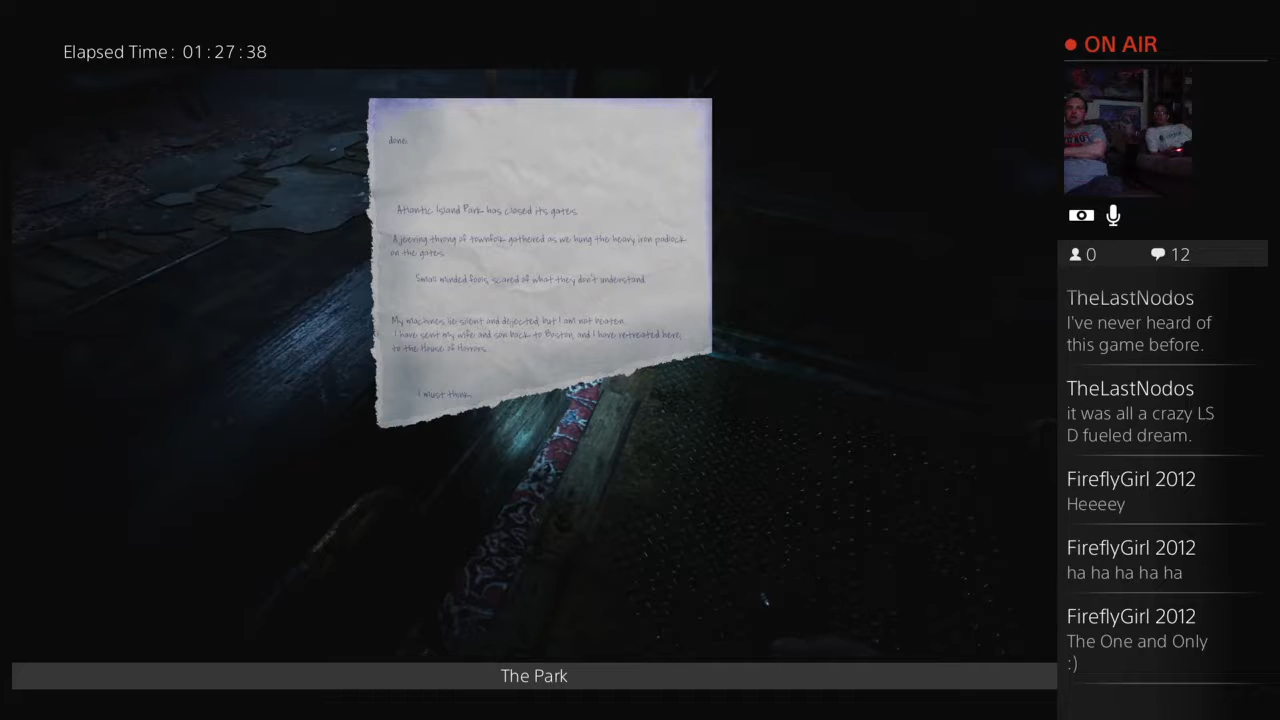 Elapsed Time: 01:27:38
done.
Atlantic Island Park has closed its gates.
A jeering throng of townfolk gathered as we hung the heavy iron padlock
on the gates.
Small minded fools, scared of what they don't understand.
My machines lie silent and dejected, but I am not beaten.
I have sent my wife and son back to Boston, and I have retreated here,
to the House of Horrors.
I must think.
The Park
ON AIR
0 12
TheLastNodos
I've never heard of
this game before.
TheLastNodos
it was all a crazy LS
D fueled dream.
FireflyGirl 2012
Heeeey
FireflyGirl 2012
ha ha ha ha ha
FireflyGirl 2012
The One and Only
:)